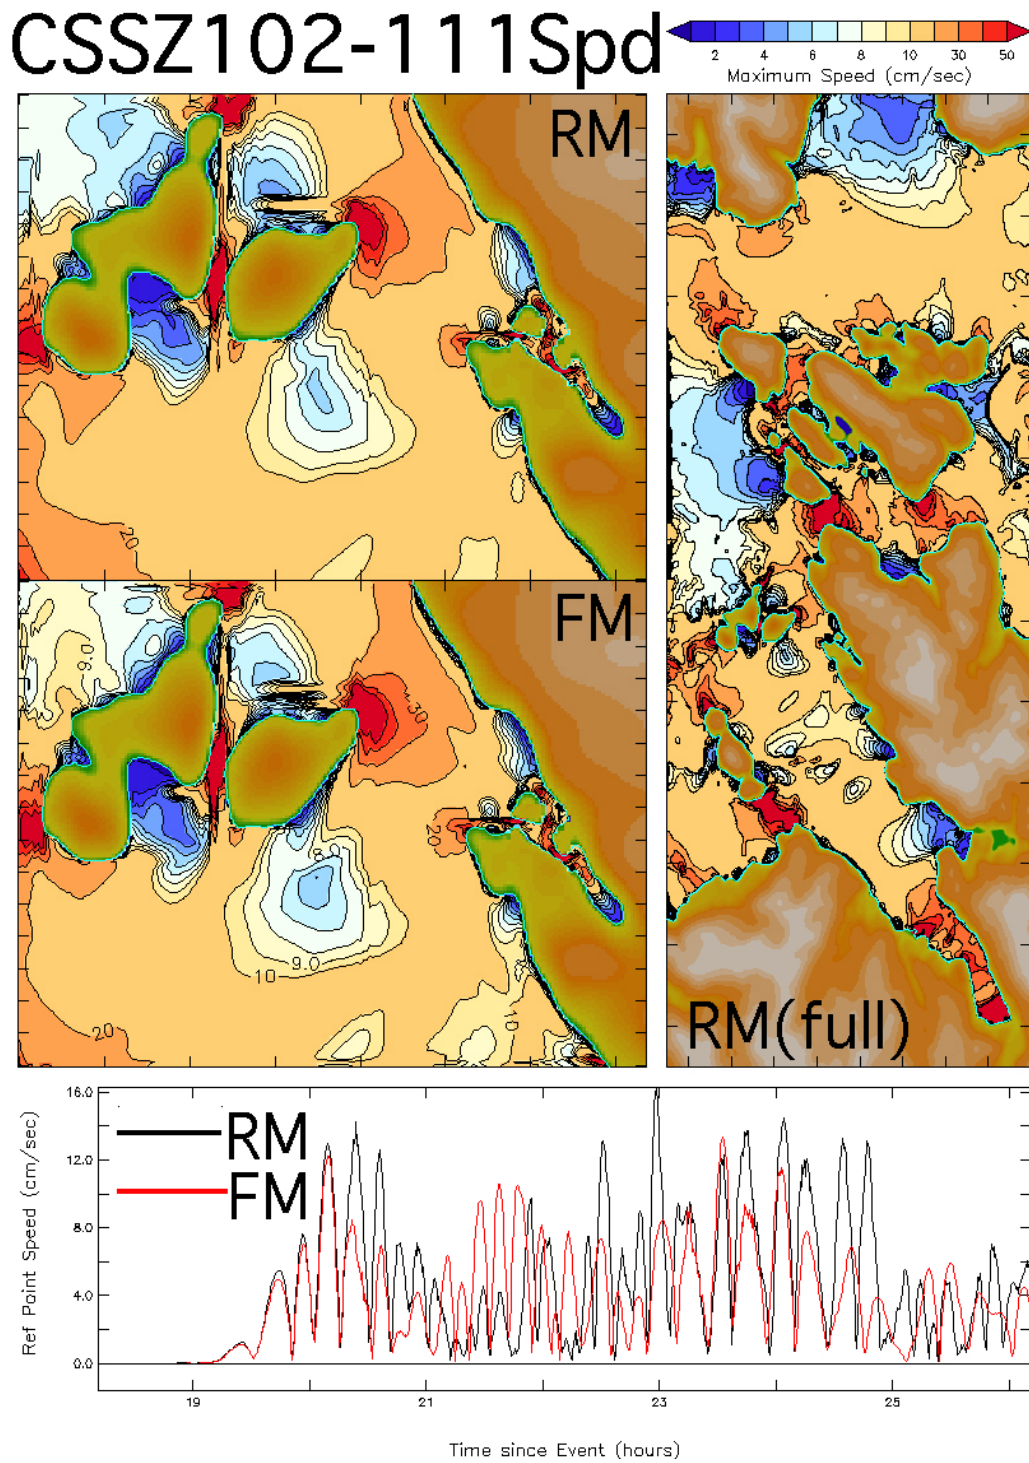 CSSZ102-111Spd
2 4 6 8 10 30 50
Maximum Speed (cm/sec)
RM
20
FM
9.0
30
20
10 9.0
20
10
RM(full)
16.0
12.0
8.0
4.0
0.0
Ref Point Speed (cm/sec)
RM
FM
19 21 23 25
Time since Event (hours)